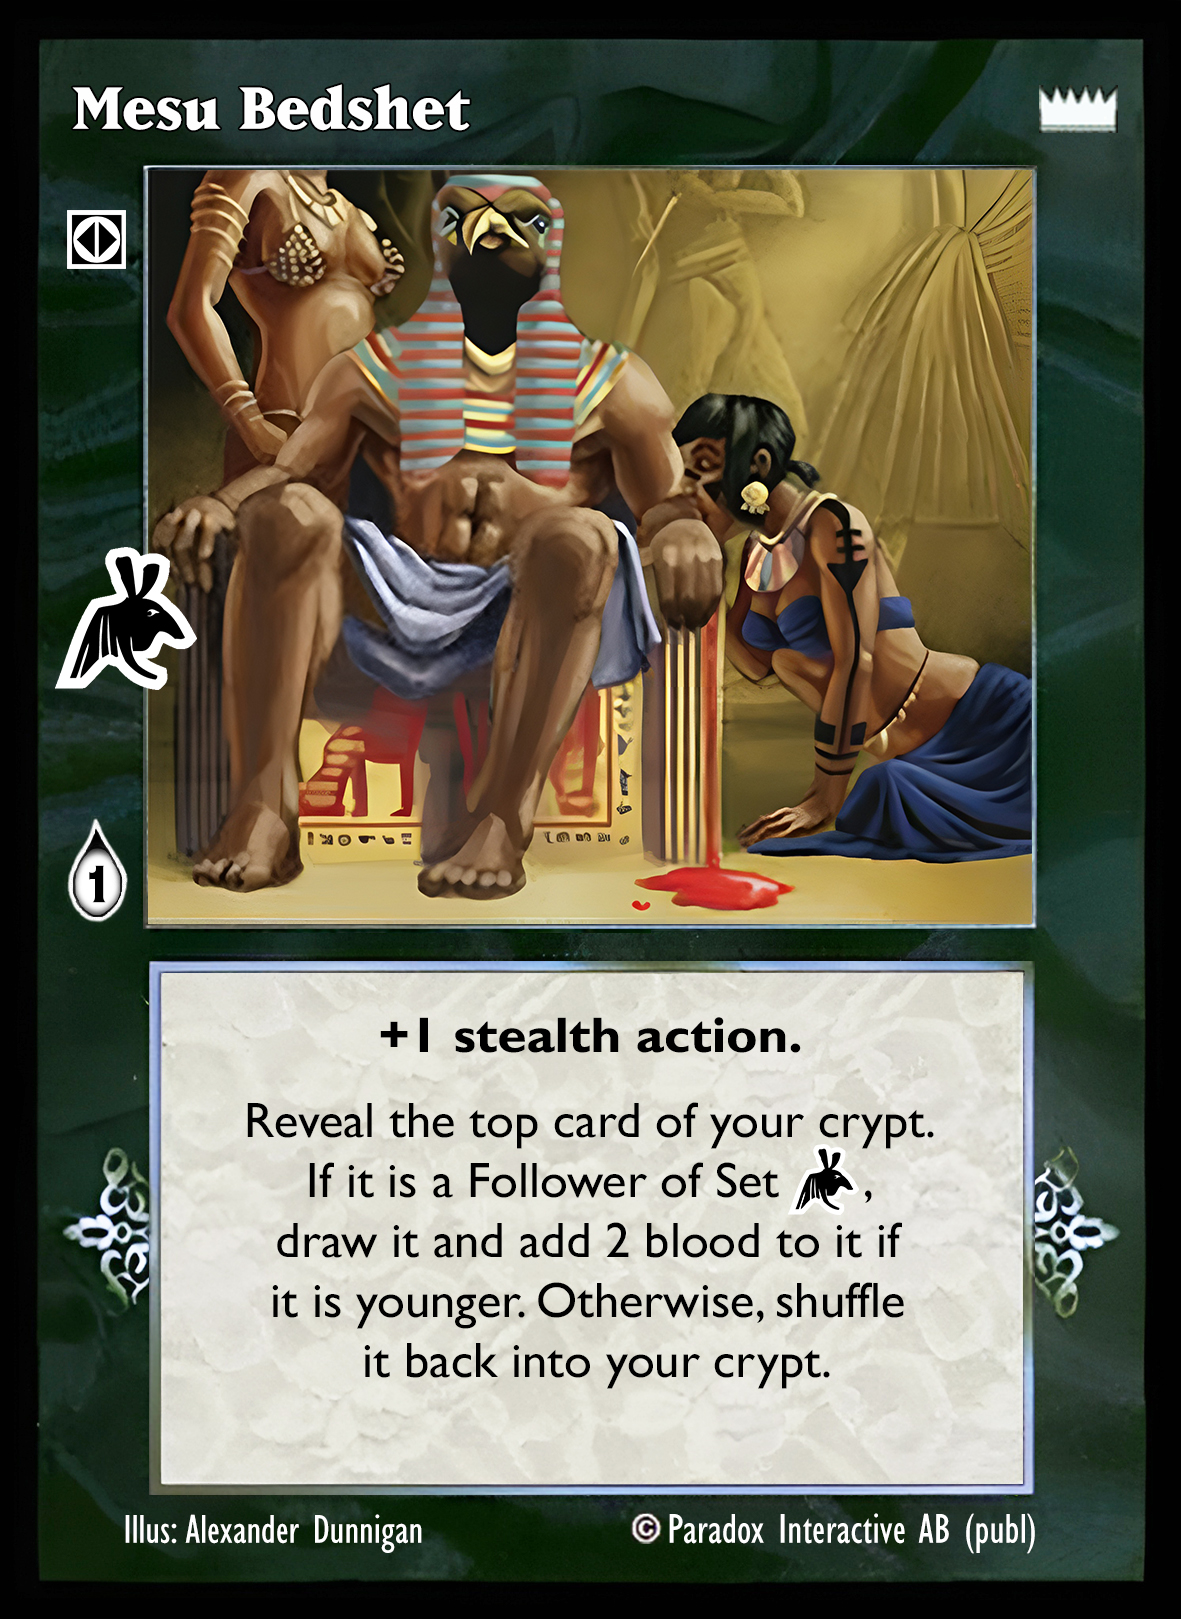 Mesu Bedshet
1
+1 stealth action.
Reveal the top card of your crypt.
If it is a Follower of Set ,
draw it and add 2 blood to it if
it is younger. Otherwise, shuffle
it back into your crypt.
Illus: Alexander Dunnigan
© Paradox Interactive AB (publ)